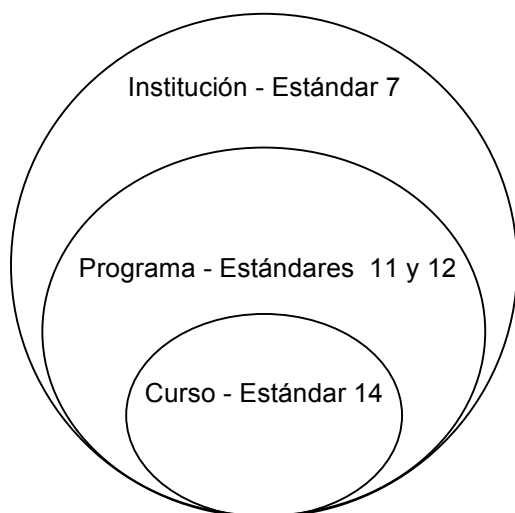 Institución - Estándar 7
Programa - Estándares  11 y 12
Curso - Estándar 14